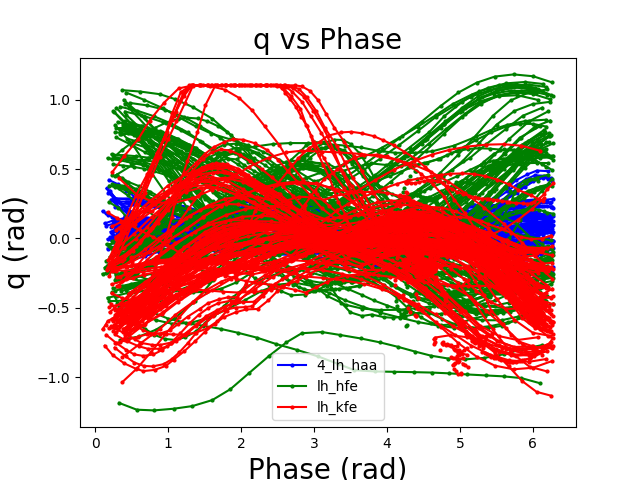 q vs Phase
q (rad)
1.0
0.5
0.0
−0.5
−1.0
4_lh_haa
lh_hfe
lh_kfe
0 1 2 3 4 5 6
Phase (rad)